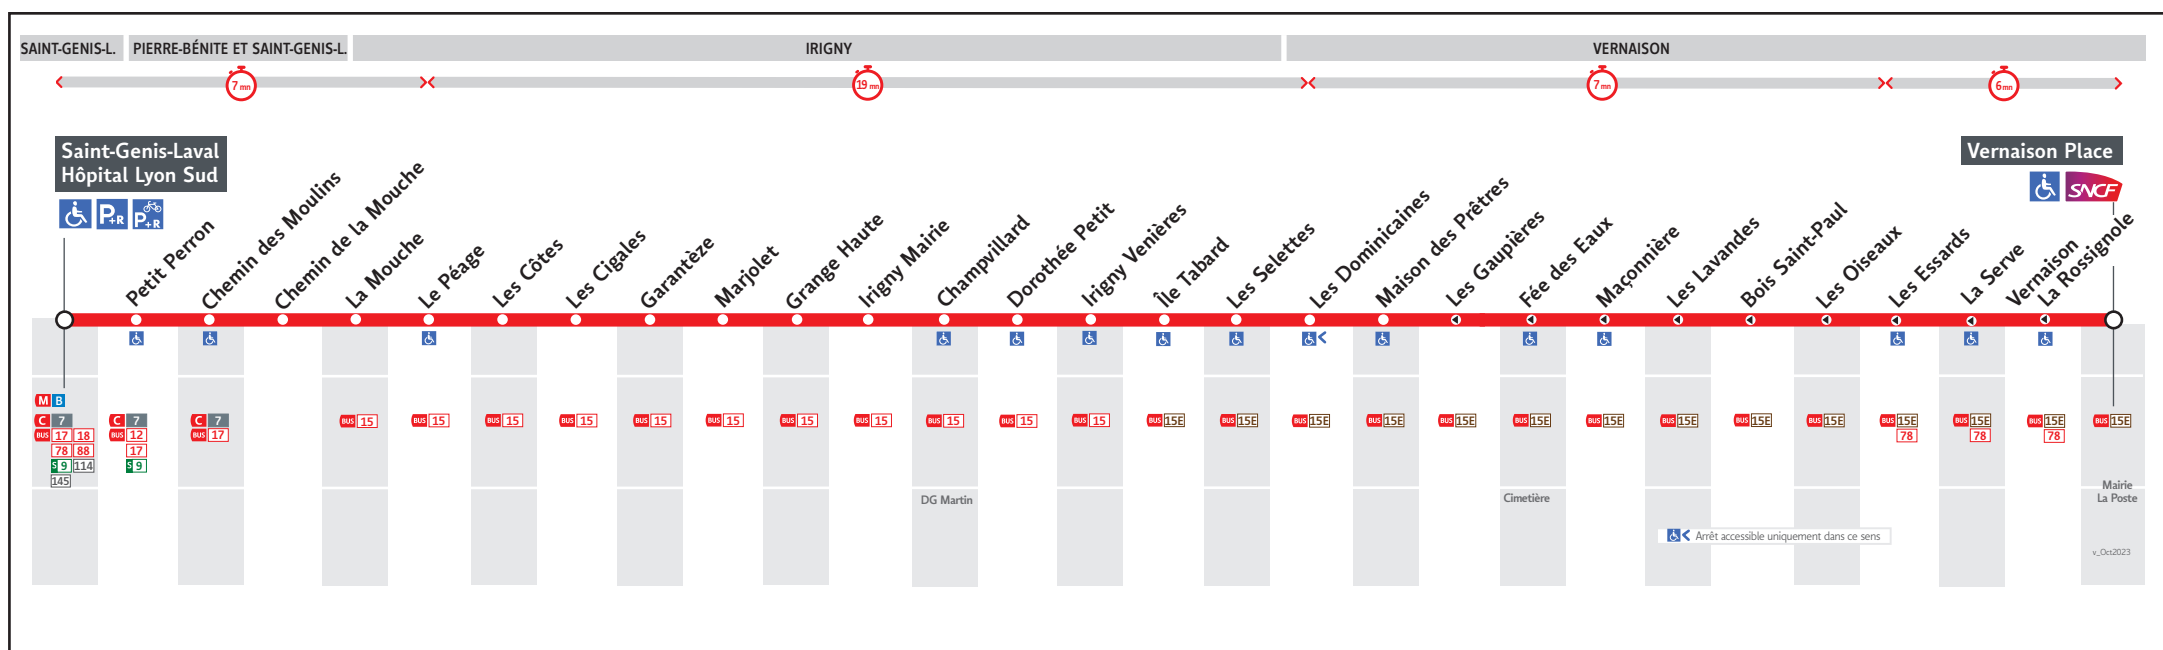 SAINT-GENIS-L.
PIERRE-BÉNITE ET SAINT-GENIS-L.
IRIGNY
VERNAISON
7 mn
19 mn
7 mn
6 mn
Saint-Genis-Laval
Hôpital Lyon Sud
P+R
P+R
Vernaison Place
SNCF
Petit Perron
Chemin des Moulins
Chemin de la Mouche
La Mouche
Le Péage
Les Côtes
Les Cigales
Garantèze
Marjolet
Grange Haute
Irigny Mairie
Champvillard
Dorothée Petit
Irigny Venières
Île Tabard
Les Selettes
Les Dominicaines
Maison des Prêtres
Les Gaupières
Fée des Eaux
Maçonnière
Les Lavandes
Bois Saint-Paul
Les Oiseaux
Les Essards
La Serve
Vernaison
La Rossignole
M B
C 7
BUS 17 18
78 88
S 9 114
145
C 7
BUS 12
17
S 9
C 7
BUS 17
BUS 15
BUS 15
BUS 15
BUS 15
BUS 15
BUS 15
BUS 15
BUS 15
BUS 15
BUS 15
BUS 15
BUS 15E
BUS 15E
BUS 15E
BUS 15E
BUS 15E
BUS 15E
BUS 15E
BUS 15E
BUS 15E
BUS 15E
BUS 15E
78
BUS 15E
78
BUS 15E
78
BUS 15E
DG Martin
Cimetière
Mairie
La Poste
Arrêt accessible uniquement dans ce sens
v_Oct2023